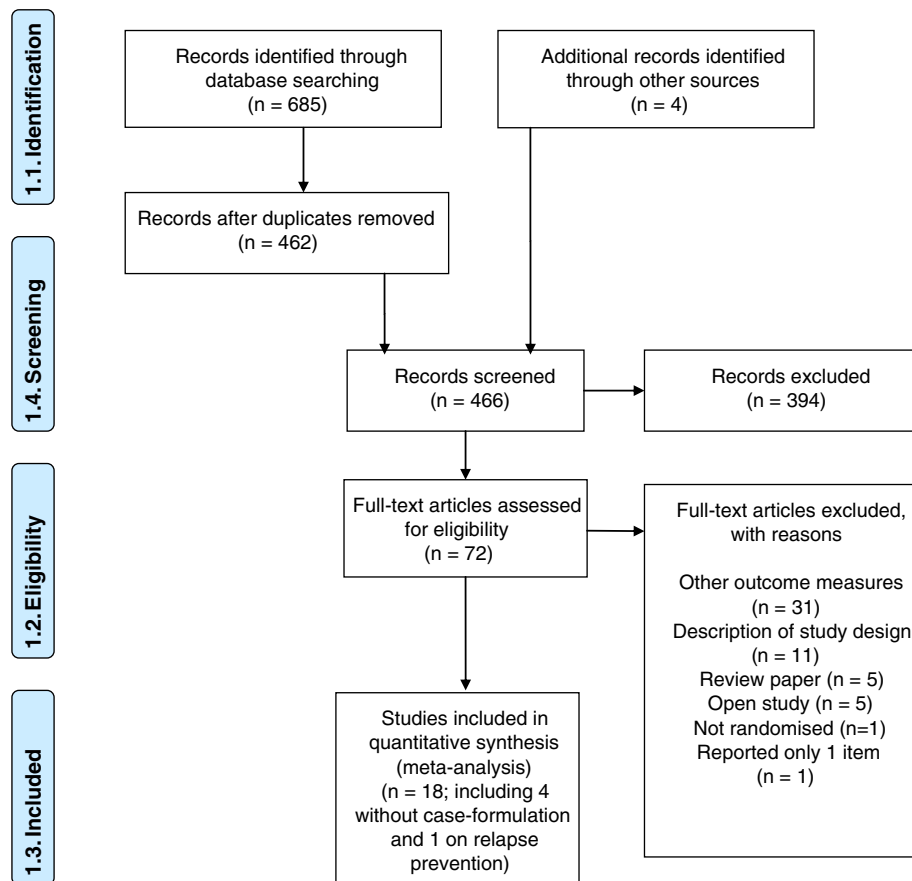 1.1. Identification
Records identified through
database searching
(n = 685)
Additional records identified
through other sources
(n = 4)
Records after duplicates removed
(n = 462)
1.4. Screening
Records screened
(n = 466)
Records excluded
(n = 394)
1.2. Eligibility
Full-text articles assessed
for eligibility
(n = 72)
Full-text articles excluded,
with reasons
Other outcome measures
(n = 31)
Description of study design
(n = 11)
Review paper (n = 5)
Open study (n = 5)
Not randomised (n=1)
Reported only 1 item
(n = 1)
1.3. Included
Studies included in
quantitative synthesis
(meta-analysis)
(n = 18; including 4
without case-formulation
and 1 on relapse
prevention)